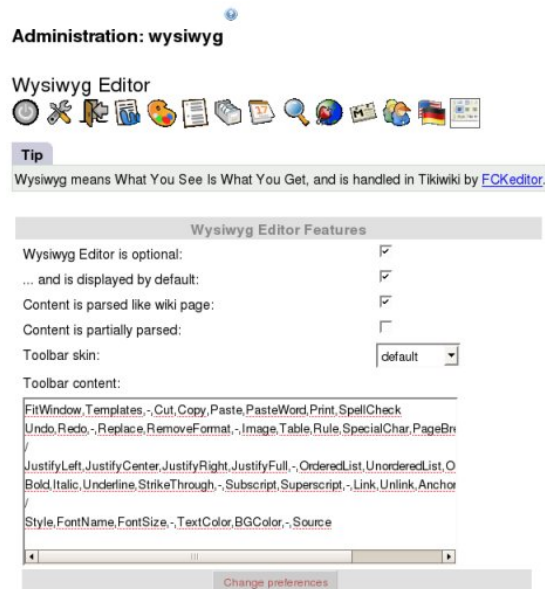 Administration: wysiwyg
Wysiwyg Editor
Tip
Wysiwyg means What You See Is What You Get, and is handled in Tikiwiki by FCKeditor.
Wysiwyg Editor Features
Wysiwyg Editor is optional:
... and is displayed by default:
Content is parsed like wiki page:
Content is partially parsed:
Toolbar skin: default
Toolbar content:
FitWindow,Templates,-,Cut,Copy,Paste,PasteWord,Print,SpellCheck
Undo,Redo,-,Replace,RemoveFormat,-,Image,Table,Rule,SpecialChar,PageBre
/
JustifyLeft,JustifyCenter,JustifyRight,JustifyFull,-,OrderedList,UnorderedList,O
Bold,Italic,Underline,StrikeThrough,-,Subscript,Superscript,-,Link,Unlink,Anchor
/
Style,FontName,FontSize,-,TextColor,BGColor,-,Source
Change preferences